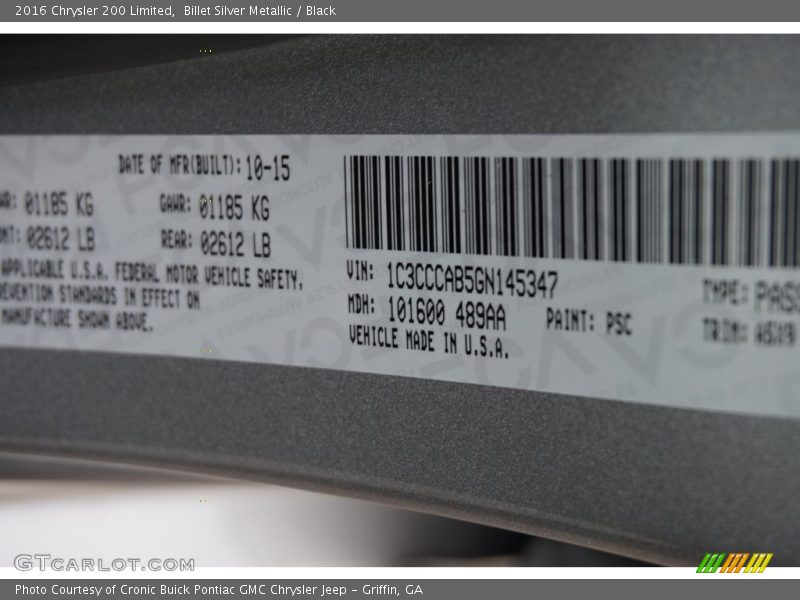 2016 Chrysler 200 Limited, Billet Silver Metallic / Black
DATE OF MFR(BUILT): 10-15
01185 KG GAWR: 01185 KG
02612 LB REAR: 02612 LB
APPLICABLE U.S.A. FEDERAL MOTOR VEHICLE SAFETY,
STANDARDS IN EFFECT ON
MANUFACTURE SHOWN ABOVE.
VIN: 1C3CCCAB5GN145347
MDH: 101600 489AA
PAINT: PSC
VEHICLE MADE IN U.S.A.
TYPE:
TRIM:
GTCARLOT.COM
Photo Courtesy of Cronic Buick Pontiac GMC Chrysler Jeep - Griffin, GA